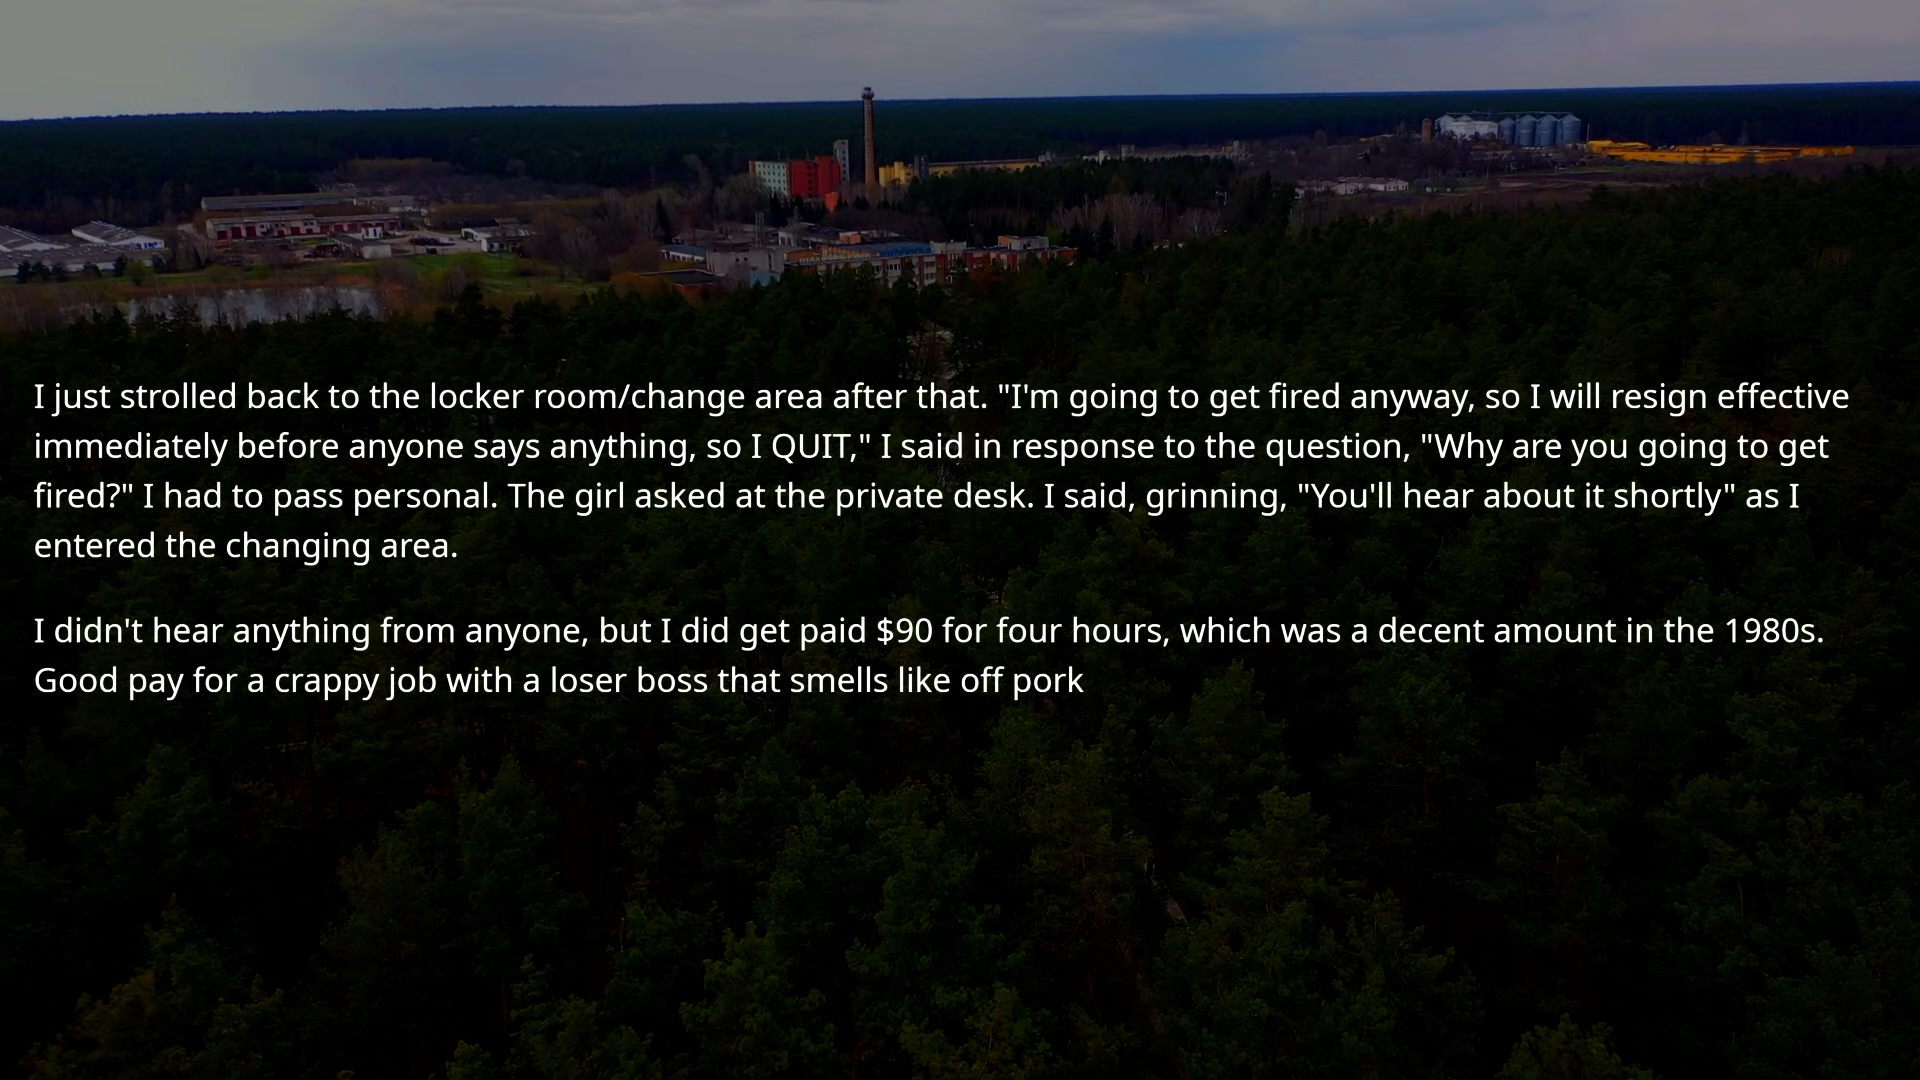 I just strolled back to the locker room/change area after that. "I'm going to get fired anyway, so I will resign effective
immediately before anyone says anything, so I QUIT," I said in response to the question, "Why are you going to get
fired?" I had to pass personal. The girl asked at the private desk. I said, grinning, "You'll hear about it shortly" as I
entered the changing area.
I didn't hear anything from anyone, but I did get paid $90 for four hours, which was a decent amount in the 1980s.
Good pay for a crappy job with a loser boss that smells like off pork